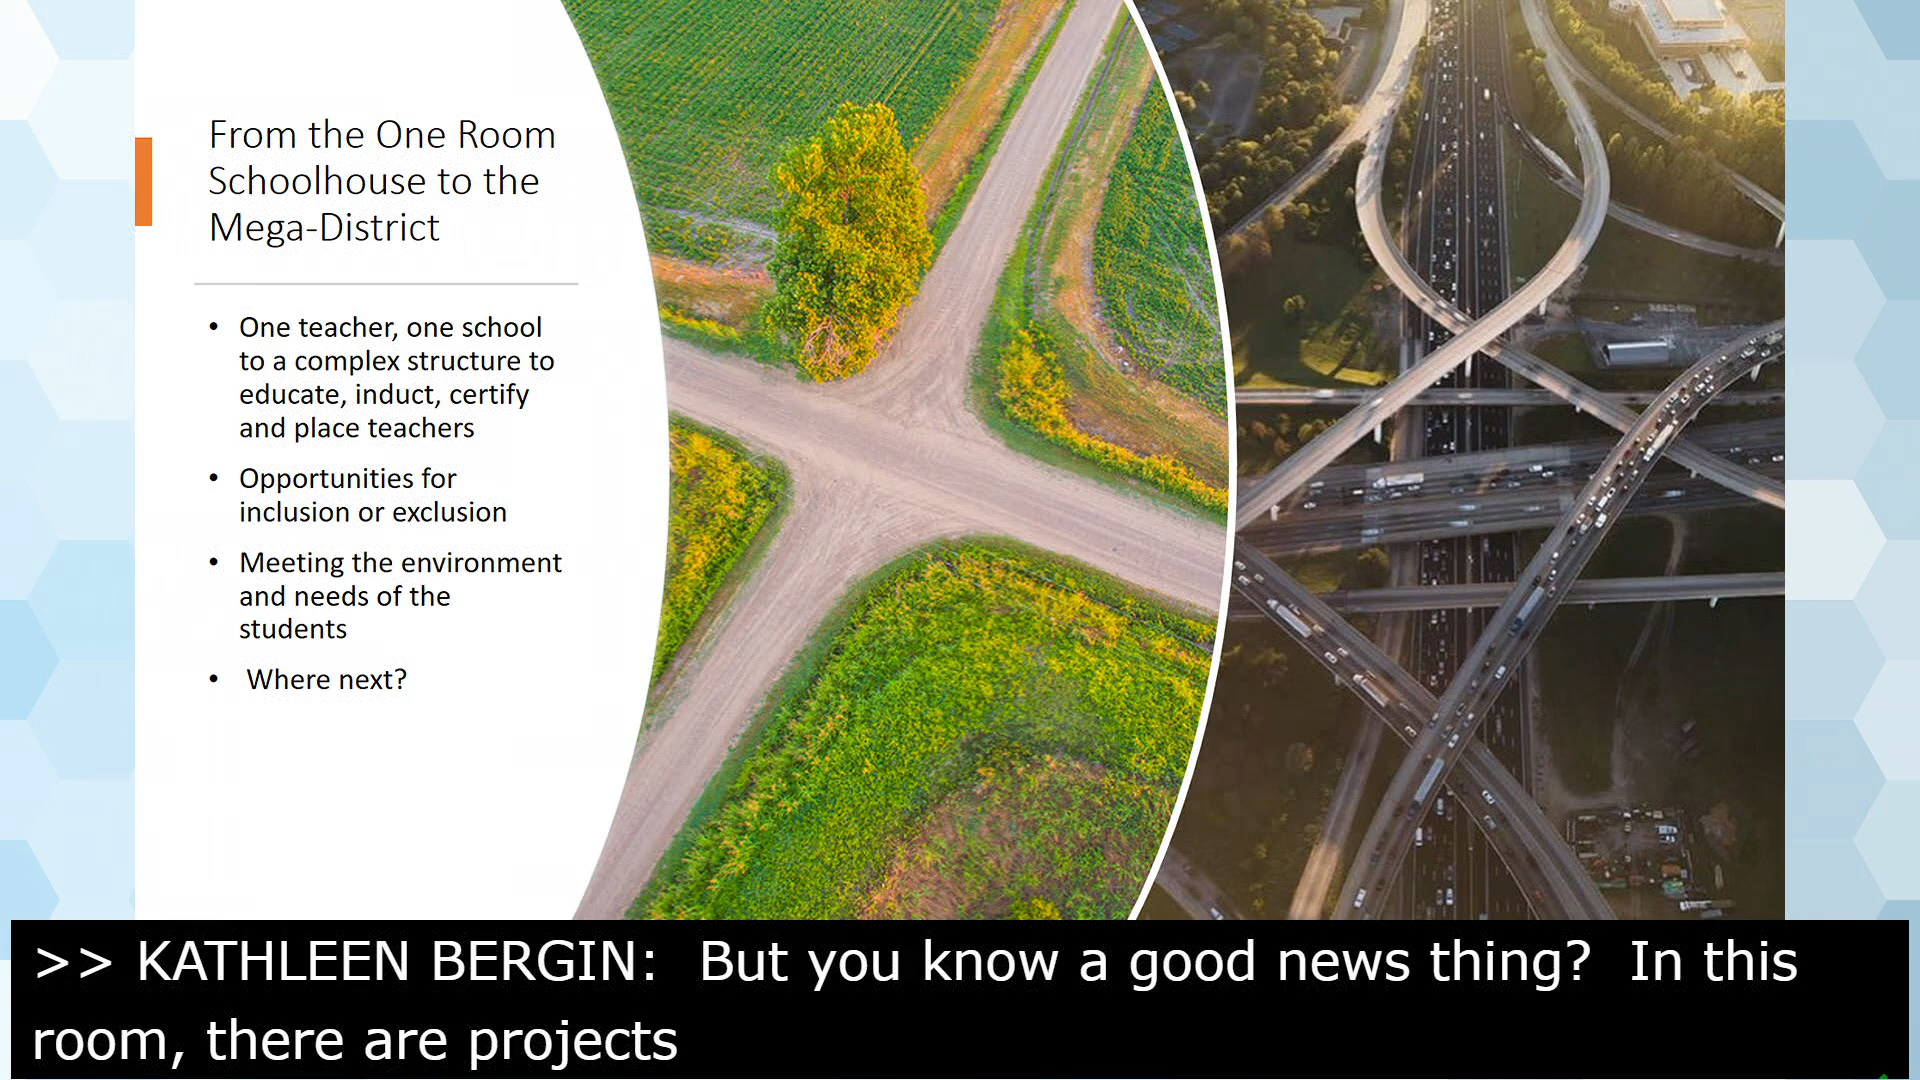 From the One Room
Schoolhouse to the
Mega-District
• One teacher, one school
to a complex structure to
educate, induct, certify
and place teachers
• Opportunities for
inclusion or exclusion
• Meeting the environment
and needs of the
students
• Where next?
>> KATHLEEN BERGIN:  But you know a good news thing?  In this
room, there are projects